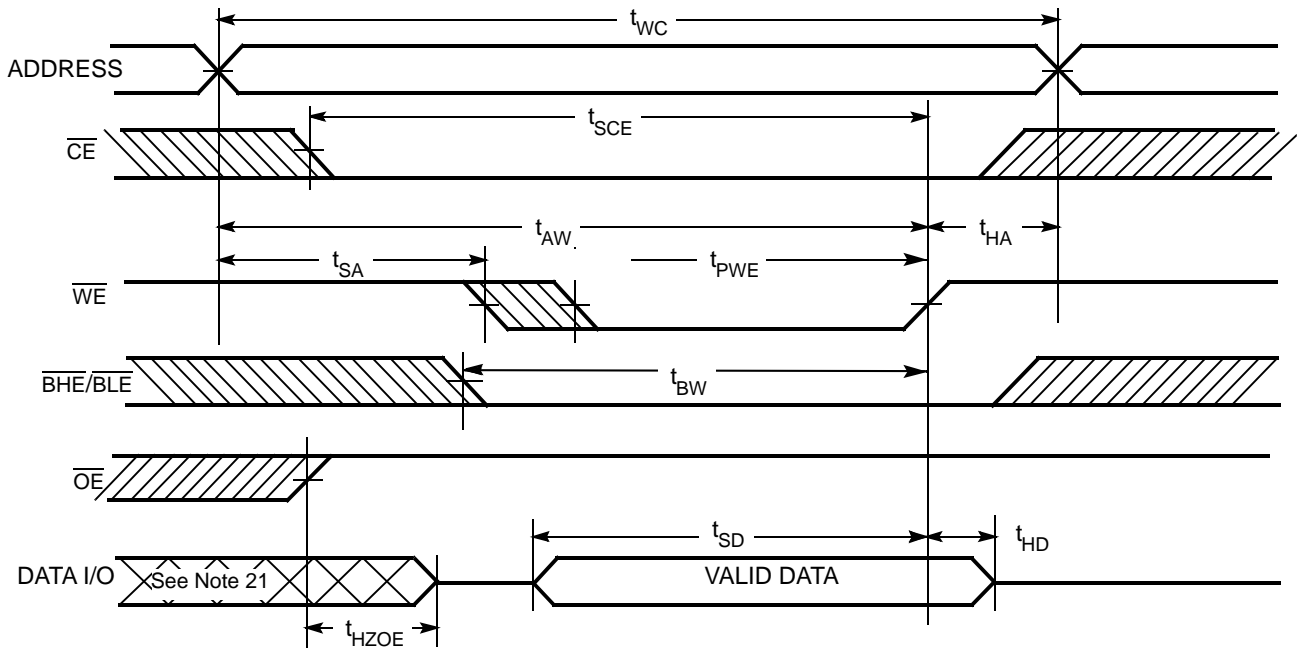 tWC
ADDRESS
tSCE
CE
tAW
tHA
tSA
tPWE
WE
BHE/BLE
tBW
OE
tSD
tHD
DATA I/O
See Note 21
VALID DATA
tHZOE